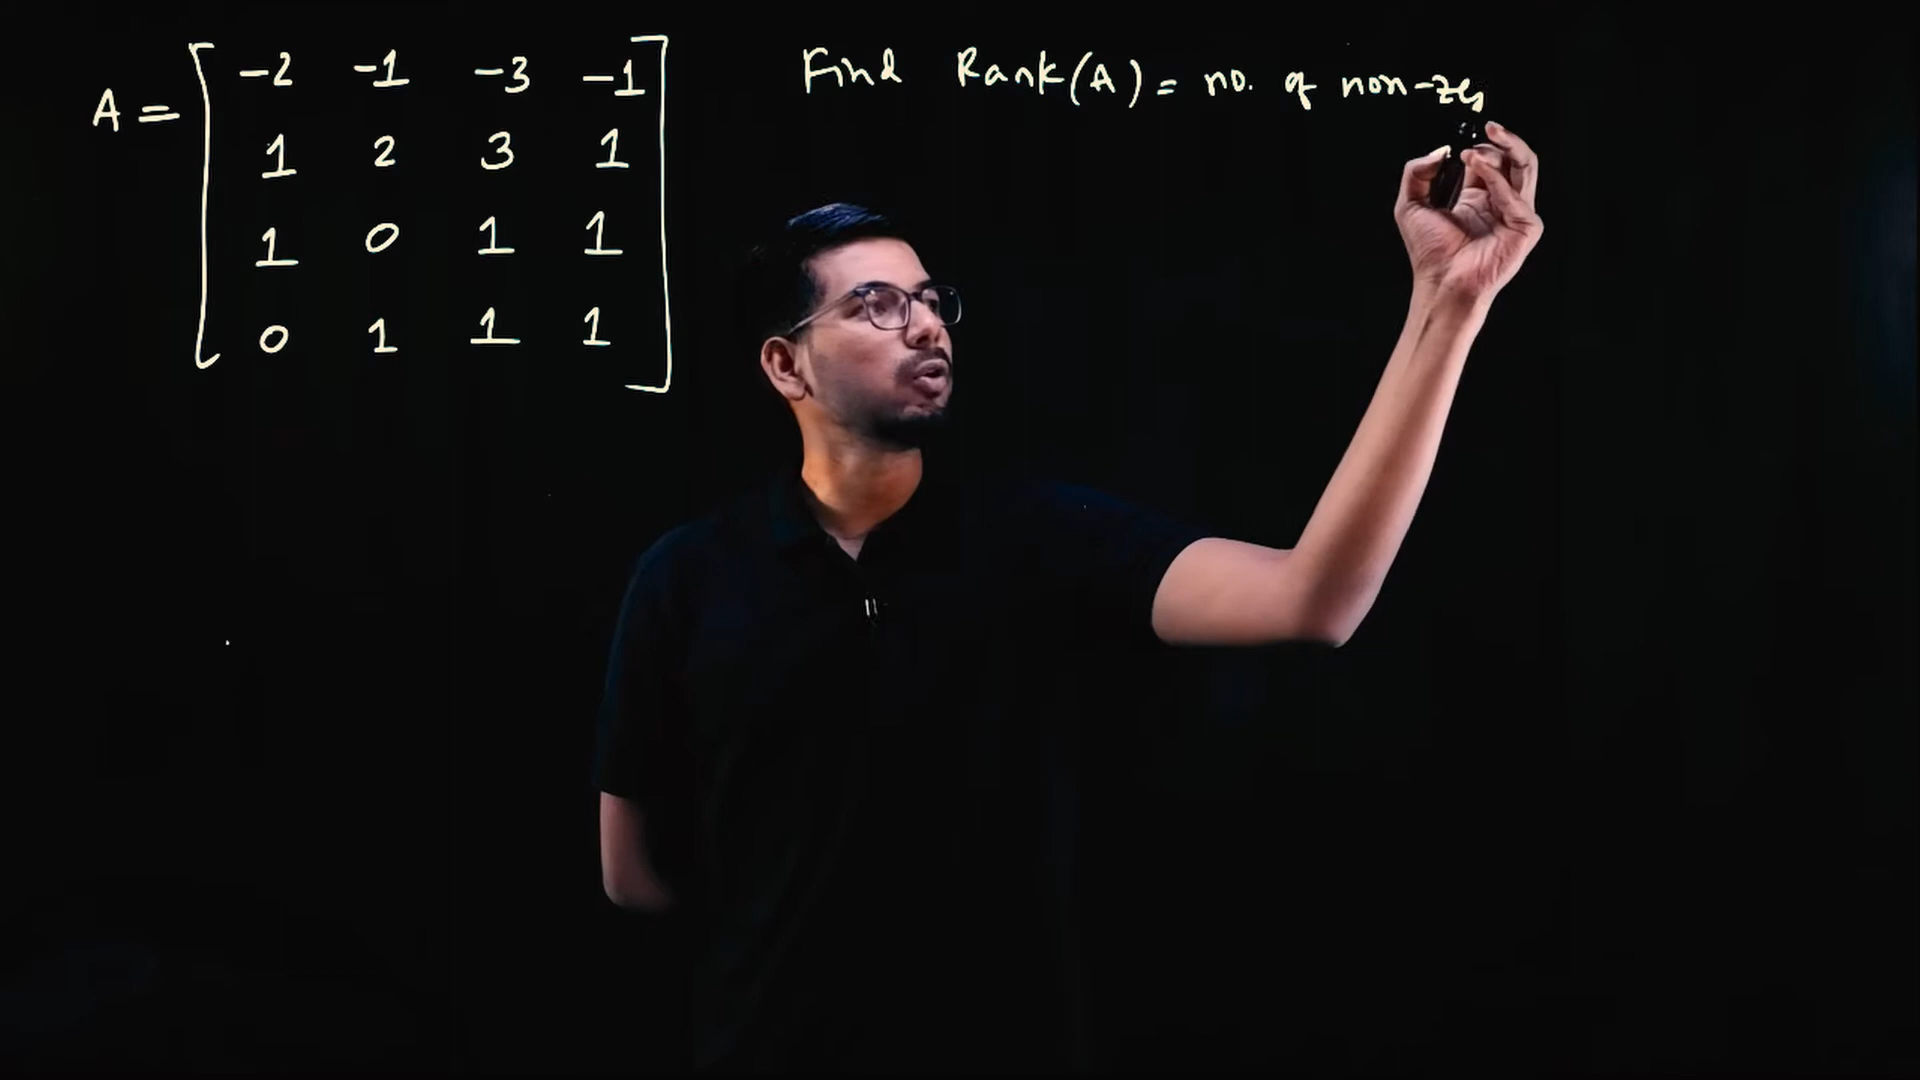 A = [ -2 -1 -3 -1
1 2 3 1
1 0 1 1
0 1 1 1 ]
Find Rank(A) = no. of non-ze